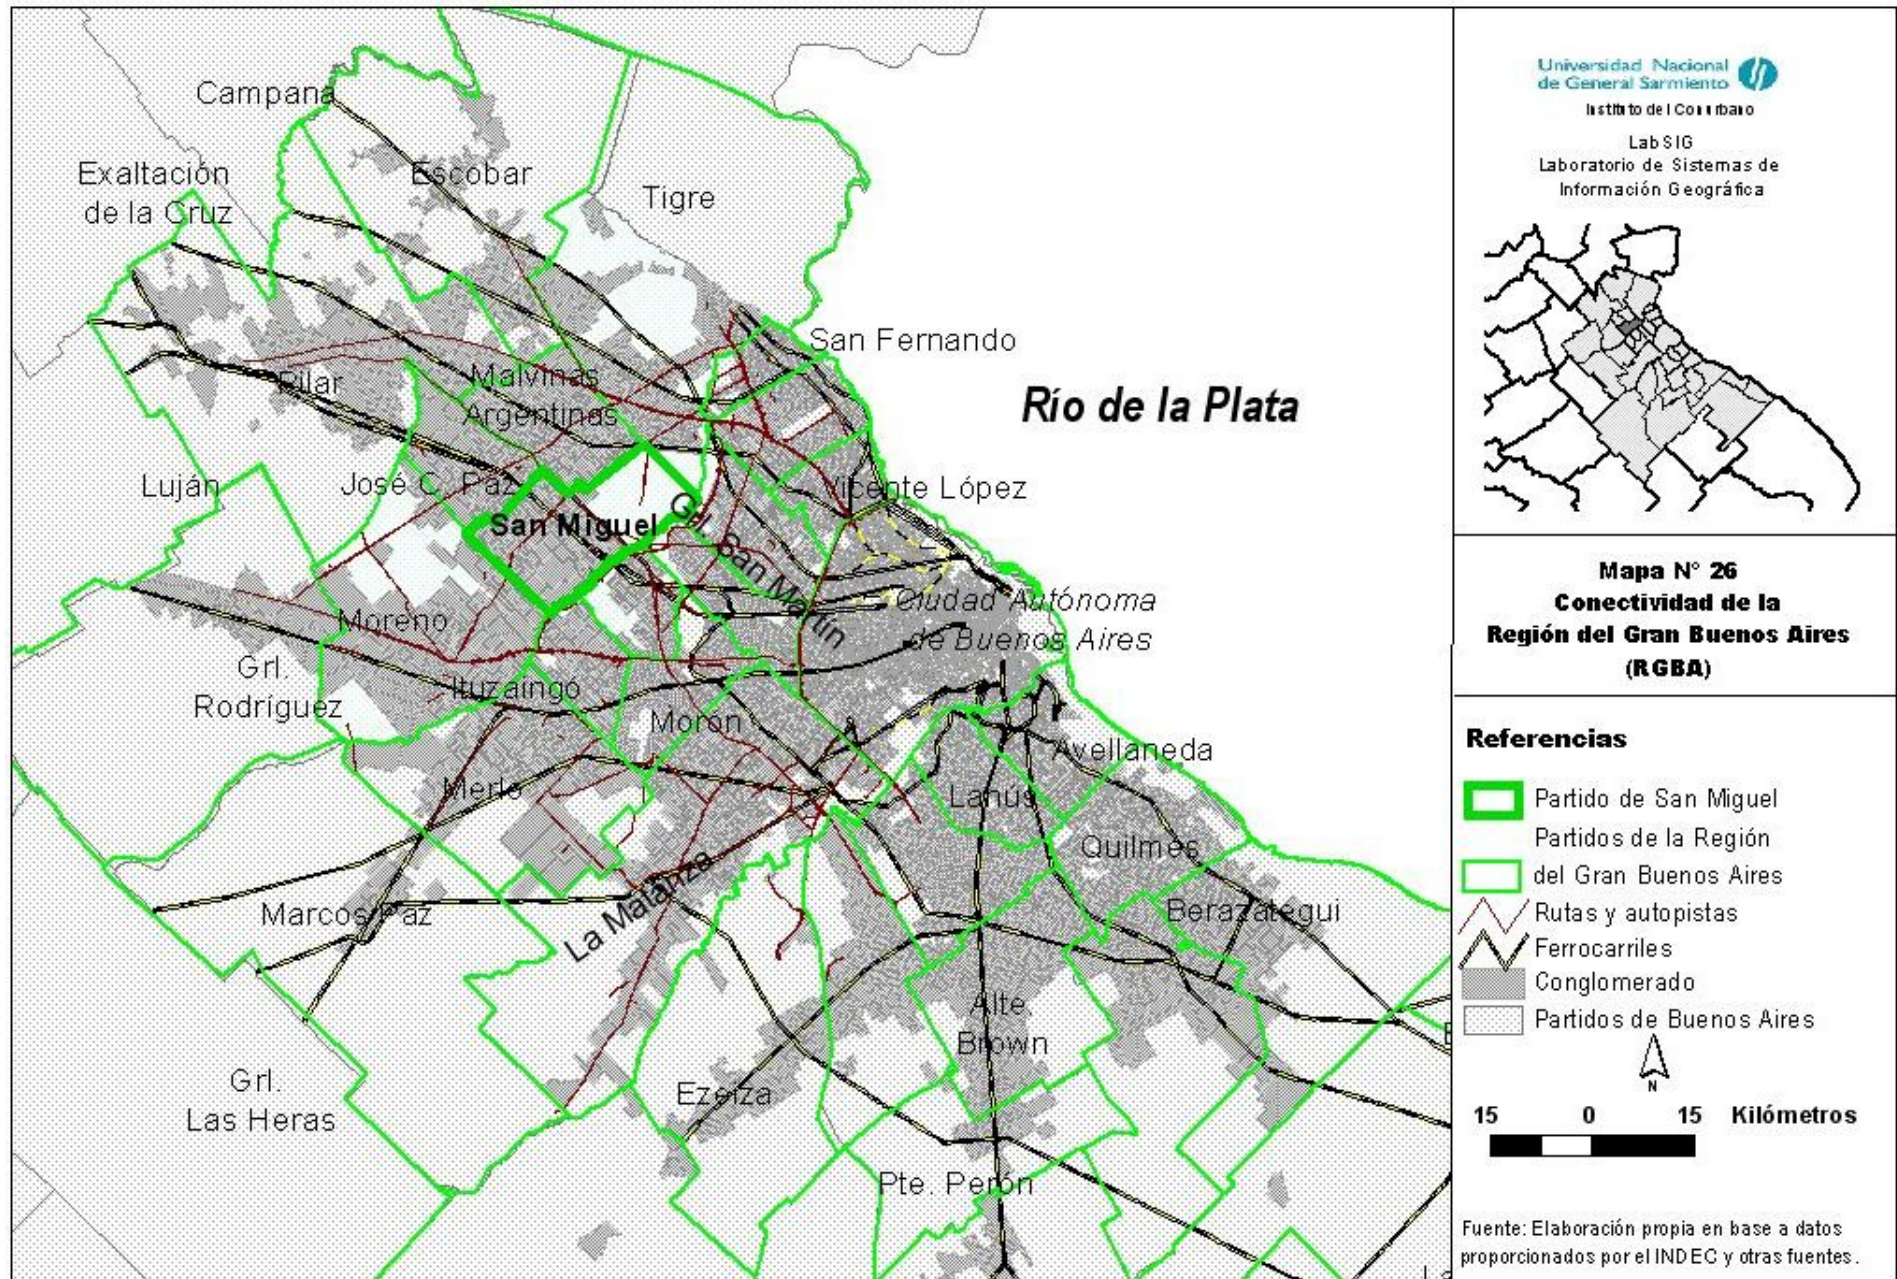 Campana
Exaltación
de la Cruz
Escobar
Tigre
San Fernando
Pilar
Malvinas
Argentinas
Río de la Plata
Luján
José C. Paz
Vicente López
San Miguel
Grl. San Martín
Ciudad Autónoma
de Buenos Aires
Moreno
Grl.
Rodríguez
Ituzaingó
Morón
Avellaneda
Merlo
Lanús
Quilmes
La Matanza
Marcos Paz
Berazategui
Alte.
Brown
Ezeiza
Grl.
Las Heras
Pte. Perón
Universidad Nacional
de General Sarmiento
Instituto del Conurbano
LabSIG
Laboratorio de Sistemas de
Información Geográfica
Mapa N° 26
Conectividad de la
Región del Gran Buenos Aires
(RGBA)
Referencias
Partido de San Miguel
Partidos de la Región
del Gran Buenos Aires
Rutas y autopistas
Ferrocarriles
Conglomerado
Partidos de Buenos Aires
N
15 0 15 Kilómetros
Fuente: Elaboración propia en base a datos
proporcionados por el INDEC y otras fuentes.